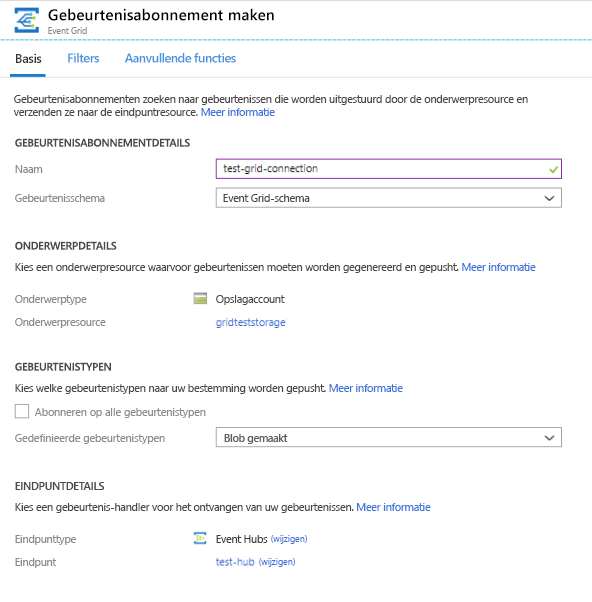 Gebeurtenisabonnement maken
Event Grid
Basis Filters Aanvullende functies
Gebeurtenisabonnementen zoeken naar gebeurtenissen die worden uitgestuurd door de onderwerpresource en
verzenden ze naar de eindpuntresource. Meer informatie
GEBEURTENISABONNEMENTDETAILS
Naam test-grid-connection
Gebeurtenisschema Event Grid-schema
ONDERWERPDETAILS
Kies een onderwerpresource waarvoor gebeurtenissen moeten worden gegenereerd en gepusht. Meer informatie
Onderwerptype Opslagaccount
Onderwerpresource gridteststorage
GEBEURTENISTYPEN
Kies welke gebeurtenistypen naar uw bestemming worden gepusht. Meer informatie
Abonneren op alle gebeurtenistypen
Gedefinieerde gebeurtenistypen Blob gemaakt
EINDPUNTDETAILS
Kies een gebeurtenis-handler voor het ontvangen van uw gebeurtenissen. Meer informatie
Eindpunttype Event Hubs (wijzigen)
Eindpunt test-hub (wijzigen)